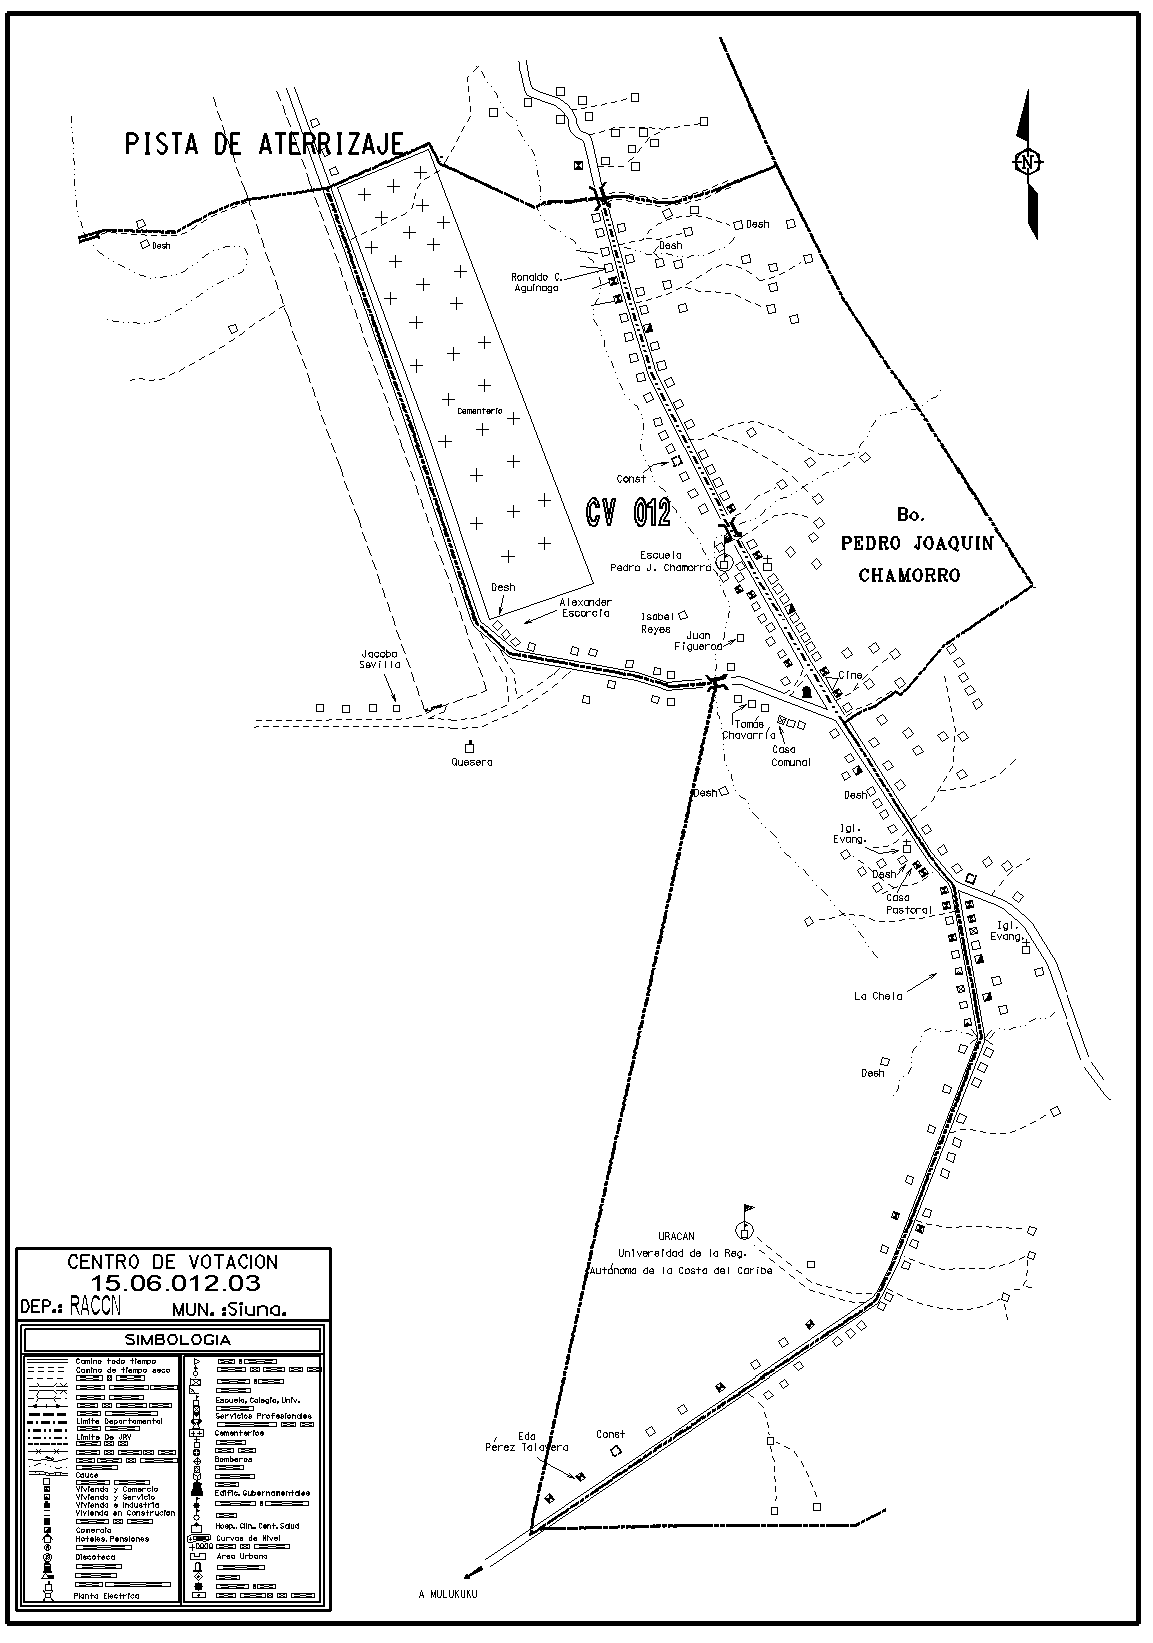 PISTA DE ATERRIZAJE
N
Desh
Desh
Desh
Ronaldo C.
Aguinaga
Cementerio
Const
CV 012
Bo.
PEDRO JOAQUIN
CHAMORRO
Escuela
Pedro J. Chamorro
Desh
Alexander
Escorcia
Isabel
Reyes
Juan
Figueroa
Jacobo
Sevilla
Cine
Tomás
Chavarría
Casa
Comunal
Quesera
Desh
Desh
Igl.
Evang.
Desh
Casa
Pastoral
Igl.
Evang.
La Chela
Desh
URACAN
Universidad de la Reg.
Autónoma de la Costa del Caribe
Eda
Pérez Talavera
Const
A MULUKUKU
CENTRO DE VOTACION
15.06.012.03
DEP.: RACCN MUN. :Siuna.
SIMBOLOGIA
Camino todo tiempo
Camino de tiempo seco
Limite Departamental
Limite De JRV
Cauce
Vivienda y Comercio
Vivienda y Servicio
Vivienda e Industria
Vivienda en Construcion
Comercio
Hoteles, Pensiones
Discoteca
Planta Electrica
Escuela, Colegio, Univ.
Servicios Profesionales
Cementerios
Bomberos
Edific. Gubernamentales
Hosp., Clin., Cent. Salud
Curvas de Nivel
Area Urbana